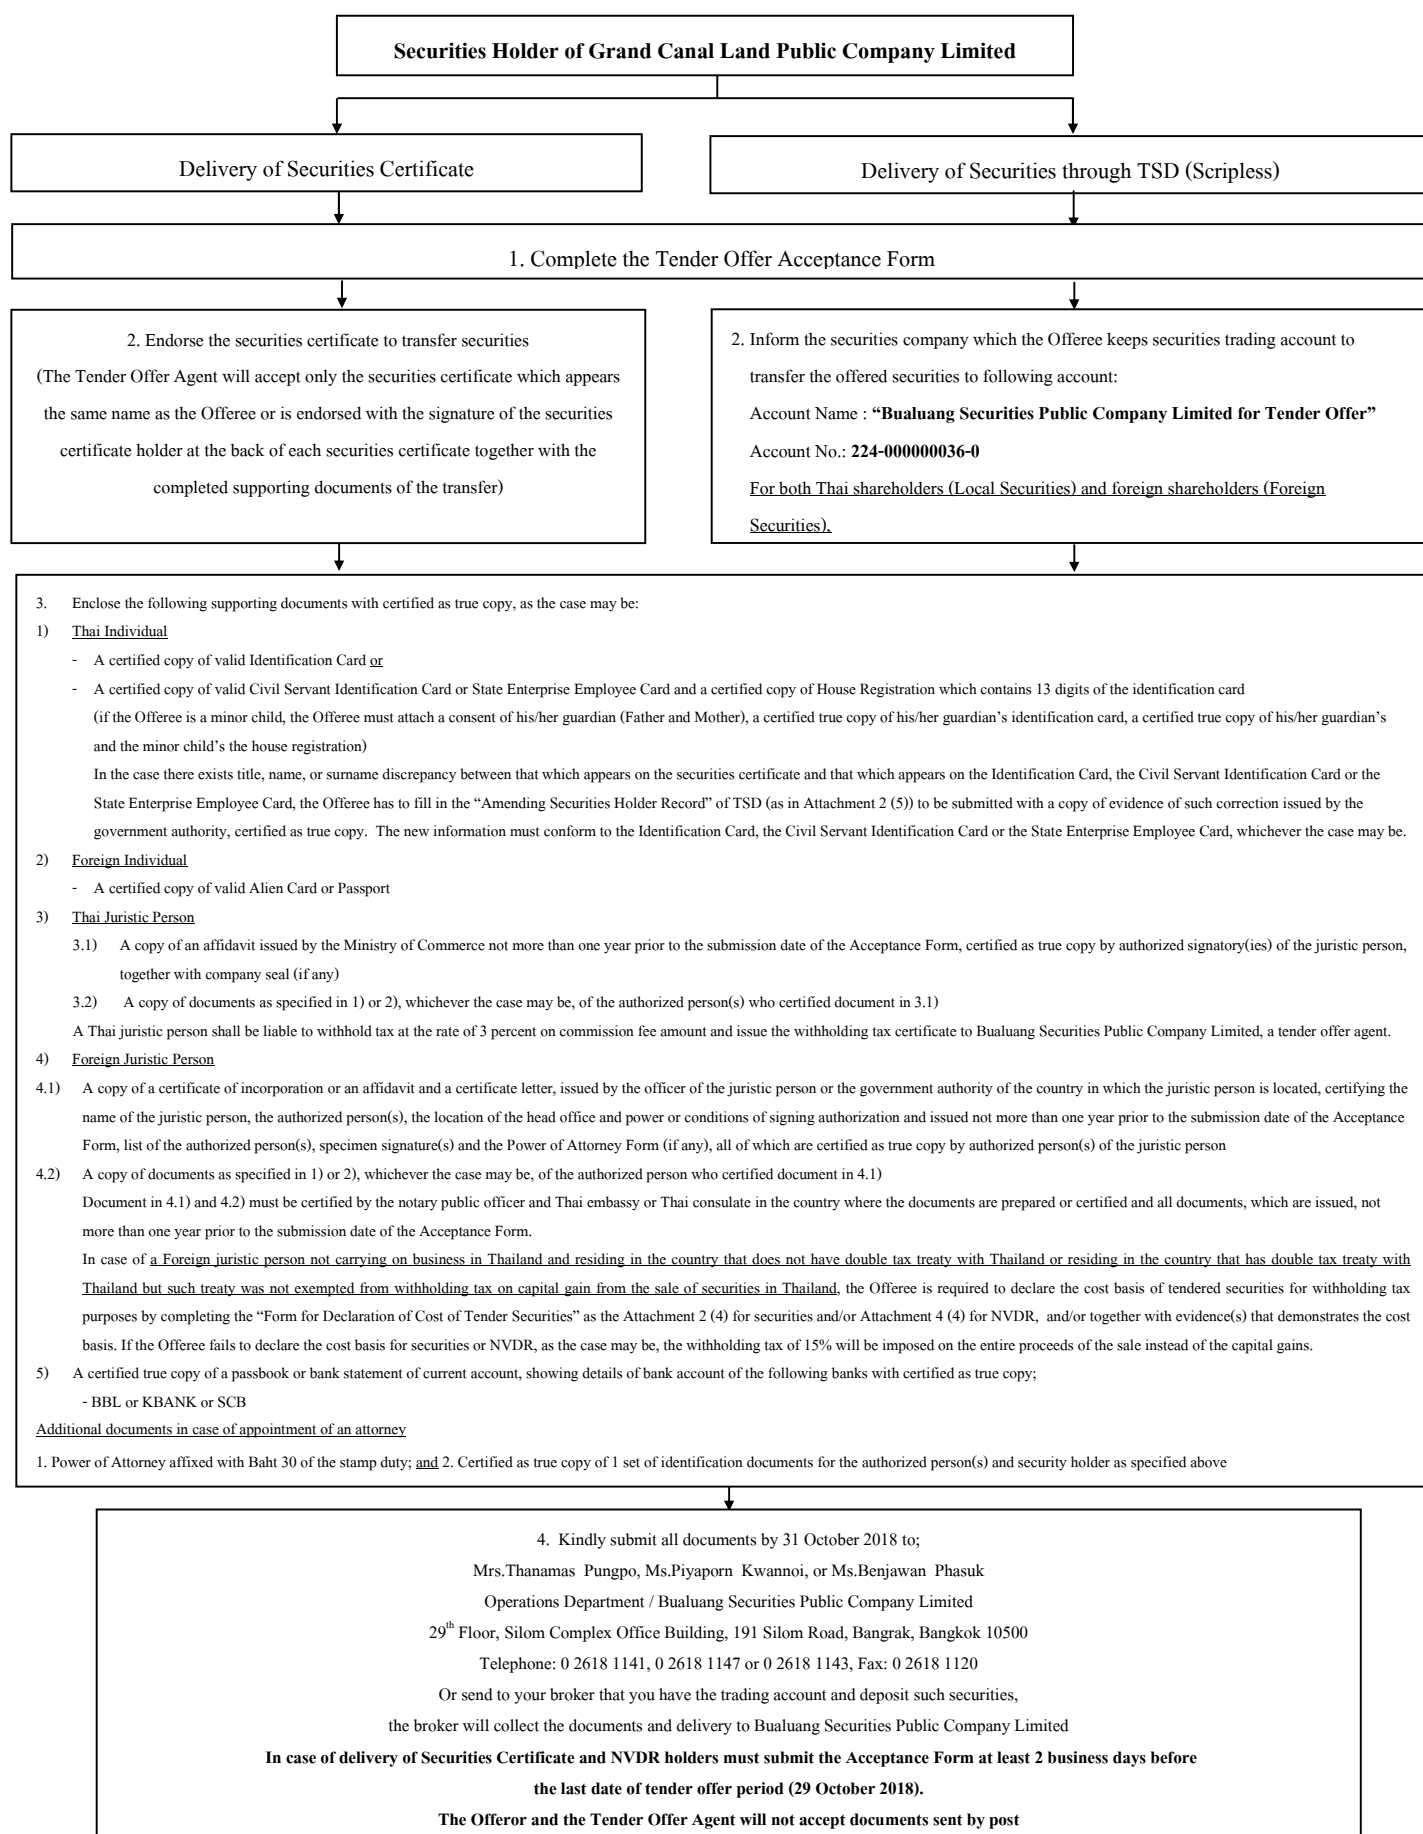 Securities Holder of Grand Canal Land Public Company Limited
Delivery of Securities Certificate
Delivery of Securities through TSD (Scripless)
1. Complete the Tender Offer Acceptance Form
2. Endorse the securities certificate to transfer securities
(The Tender Offer Agent will accept only the securities certificate which appears
the same name as the Offeree or is endorsed with the signature of the securities
certificate holder at the back of each securities certificate together with the
completed supporting documents of the transfer)
2. Inform the securities company which the Offeree keeps securities trading account to
transfer the offered securities to following account:
Account Name : “Bualuang Securities Public Company Limited for Tender Offer”
Account No.: 224-000000036-0
For both Thai shareholders (Local Securities) and foreign shareholders (Foreign
Securities).
3. Enclose the following supporting documents with certified as true copy, as the case may be:
1) Thai Individual
- A certified copy of valid Identification Card or
- A certified copy of valid Civil Servant Identification Card or State Enterprise Employee Card and a certified copy of House Registration which contains 13 digits of the identification card
(if the Offeree is a minor child, the Offeree must attach a consent of his/her guardian (Father and Mother), a certified true copy of his/her guardian’s identification card, a certified true copy of his/her guardian’s
and the minor child’s the house registration)
In the case there exists title, name, or surname discrepancy between that which appears on the securities certificate and that which appears on the Identification Card, the Civil Servant Identification Card or the
State Enterprise Employee Card, the Offeree has to fill in the “Amending Securities Holder Record” of TSD (as in Attachment 2 (5)) to be submitted with a copy of evidence of such correction issued by the
government authority, certified as true copy. The new information must conform to the Identification Card, the Civil Servant Identification Card or the State Enterprise Employee Card, whichever the case may be.
2) Foreign Individual
- A certified copy of valid Alien Card or Passport
3) Thai Juristic Person
3.1) A copy of an affidavit issued by the Ministry of Commerce not more than one year prior to the submission date of the Acceptance Form, certified as true copy by authorized signatory(ies) of the juristic person,
together with company seal (if any)
3.2) A copy of documents as specified in 1) or 2), whichever the case may be, of the authorized person(s) who certified document in 3.1)
A Thai juristic person shall be liable to withhold tax at the rate of 3 percent on commission fee amount and issue the withholding tax certificate to Bualuang Securities Public Company Limited, a tender offer agent.
4) Foreign Juristic Person
4.1) A copy of a certificate of incorporation or an affidavit and a certificate letter, issued by the officer of the juristic person or the government authority of the country in which the juristic person is located, certifying the
name of the juristic person, the authorized person(s), the location of the head office and power or conditions of signing authorization and issued not more than one year prior to the submission date of the Acceptance
Form, list of the authorized person(s), specimen signature(s) and the Power of Attorney Form (if any), all of which are certified as true copy by authorized person(s) of the juristic person
4.2) A copy of documents as specified in 1) or 2), whichever the case may be, of the authorized person who certified document in 4.1)
Document in 4.1) and 4.2) must be certified by the notary public officer and Thai embassy or Thai consulate in the country where the documents are prepared or certified and all documents, which are issued, not
more than one year prior to the submission date of the Acceptance Form.
In case of a Foreign juristic person not carrying on business in Thailand and residing in the country that does not have double tax treaty with Thailand or residing in the country that has double tax treaty with
Thailand but such treaty was not exempted from withholding tax on capital gain from the sale of securities in Thailand, the Offeree is required to declare the cost basis of tendered securities for withholding tax
purposes by completing the “Form for Declaration of Cost of Tender Securities” as the Attachment 2 (4) for securities and/or Attachment 4 (4) for NVDR, and/or together with evidence(s) that demonstrates the cost
basis. If the Offeree fails to declare the cost basis for securities or NVDR, as the case may be, the withholding tax of 15% will be imposed on the entire proceeds of the sale instead of the capital gains.
5) A certified true copy of a passbook or bank statement of current account, showing details of bank account of the following banks with certified as true copy;
- BBL or KBANK or SCB
Additional documents in case of appointment of an attorney
1. Power of Attorney affixed with Baht 30 of the stamp duty; and 2. Certified as true copy of 1 set of identification documents for the authorized person(s) and security holder as specified above
4. Kindly submit all documents by 31 October 2018 to;
Mrs.Thanamas Pungpo, Ms.Piyaporn Kwannoi, or Ms.Benjawan Phasuk
Operations Department / Bualuang Securities Public Company Limited
29th Floor, Silom Complex Office Building, 191 Silom Road, Bangrak, Bangkok 10500
Telephone: 0 2618 1141, 0 2618 1147 or 0 2618 1143, Fax: 0 2618 1120
Or send to your broker that you have the trading account and deposit such securities,
the broker will collect the documents and delivery to Bualuang Securities Public Company Limited
In case of delivery of Securities Certificate and NVDR holders must submit the Acceptance Form at least 2 business days before
the last date of tender offer period (29 October 2018).
The Offeror and the Tender Offer Agent will not accept documents sent by post